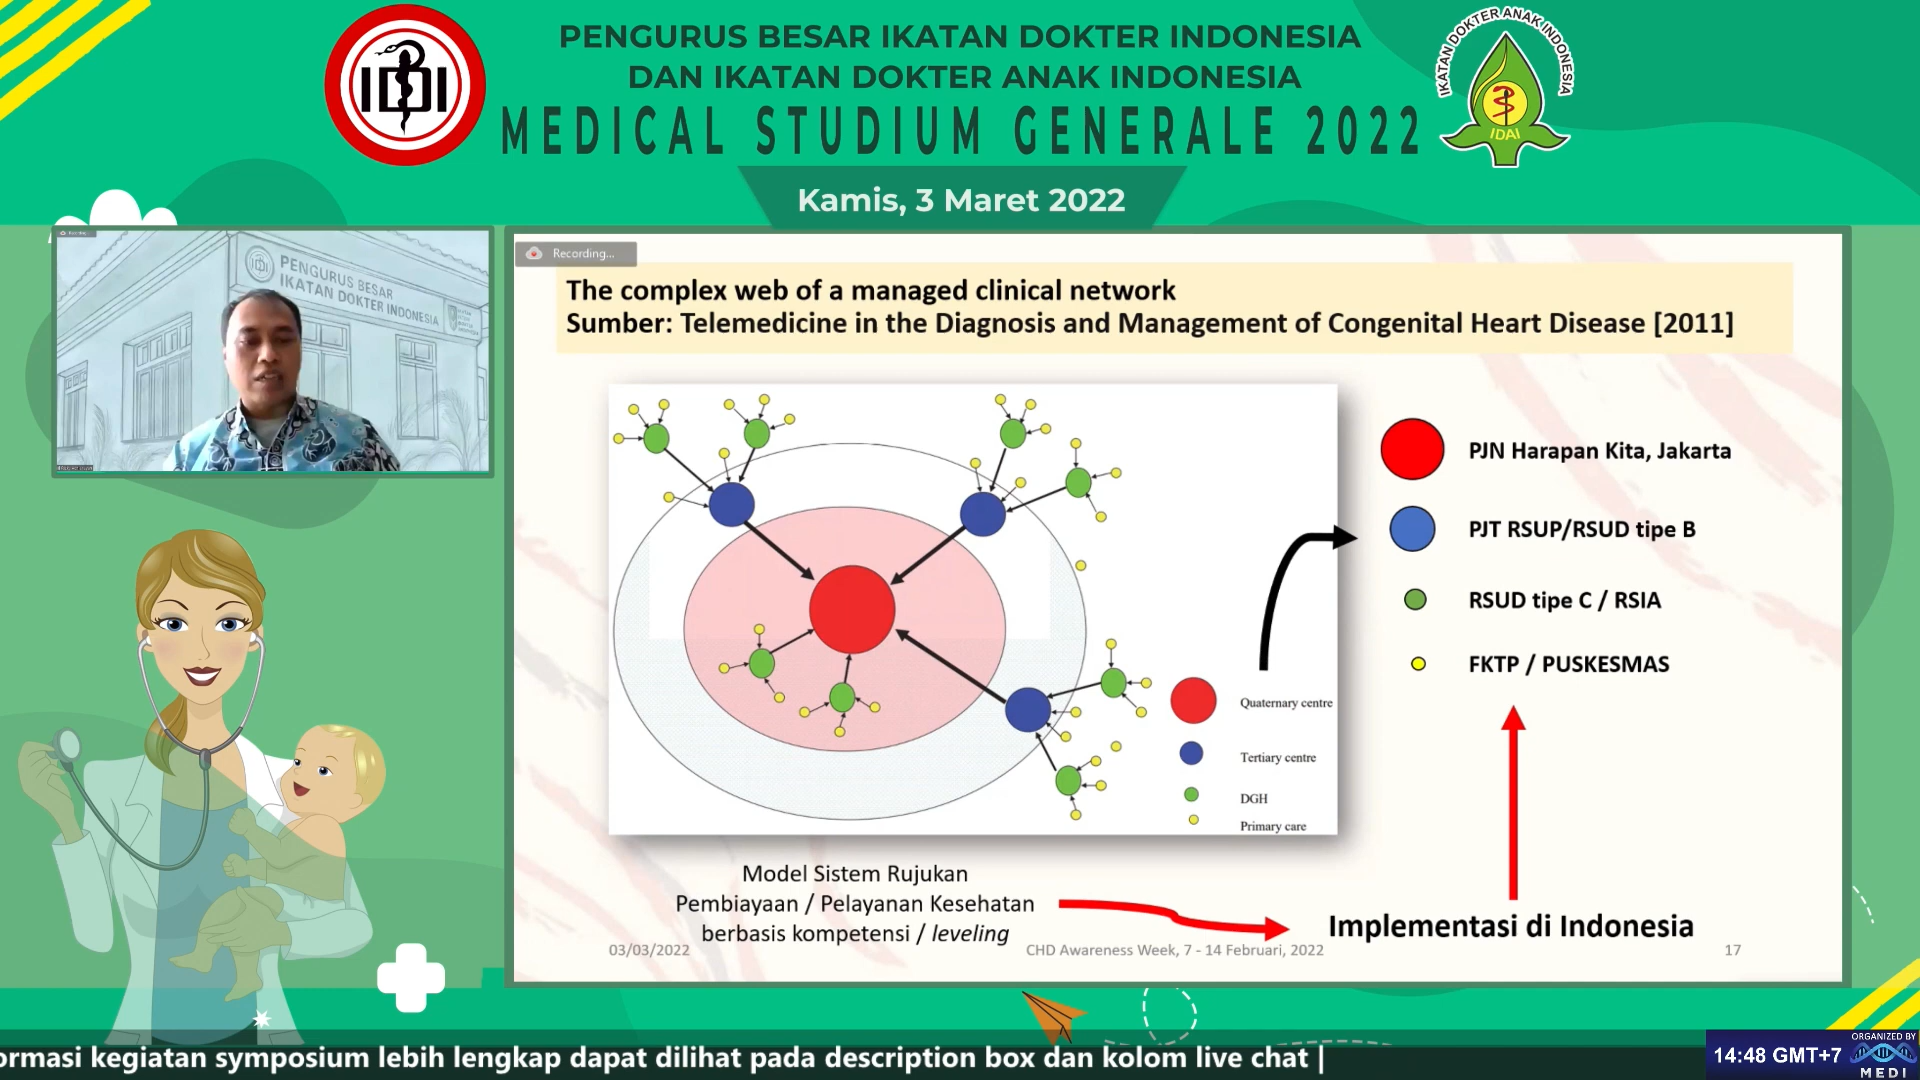 PENGURUS BESAR IKATAN DOKTER INDONESIA
DAN IKATAN DOKTER ANAK INDONESIA
MEDICAL STUDIUM GENERALE 2022
Kamis, 3 Maret 2022
IDI
IKATAN DOKTER ANAK INDONESIA
IDAI
PENGURUS BESAR
IKATAN DOKTER INDONESIA
Recording...
The complex web of a managed clinical network
Sumber: Telemedicine in the Diagnosis and Management of Congenital Heart Disease [2011]
PJN Harapan Kita, Jakarta
PJT RSUP/RSUD tipe B
RSUD tipe C / RSIA
FKTP / PUSKESMAS
Quaternary centre
Tertiary centre
DGH
Primary care
Model Sistem Rujukan
Pembiayaan / Pelayanan Kesehatan
berbasis kompetensi / leveling
Implementasi di Indonesia
03/03/2022
CHD Awareness Week, 7 - 14 Februari, 2022
17
ormasi kegiatan symposium lebih lengkap dapat dilihat pada description box dan kolom live chat |
14:48 GMT+7
ORGANIZED BY
MEDI